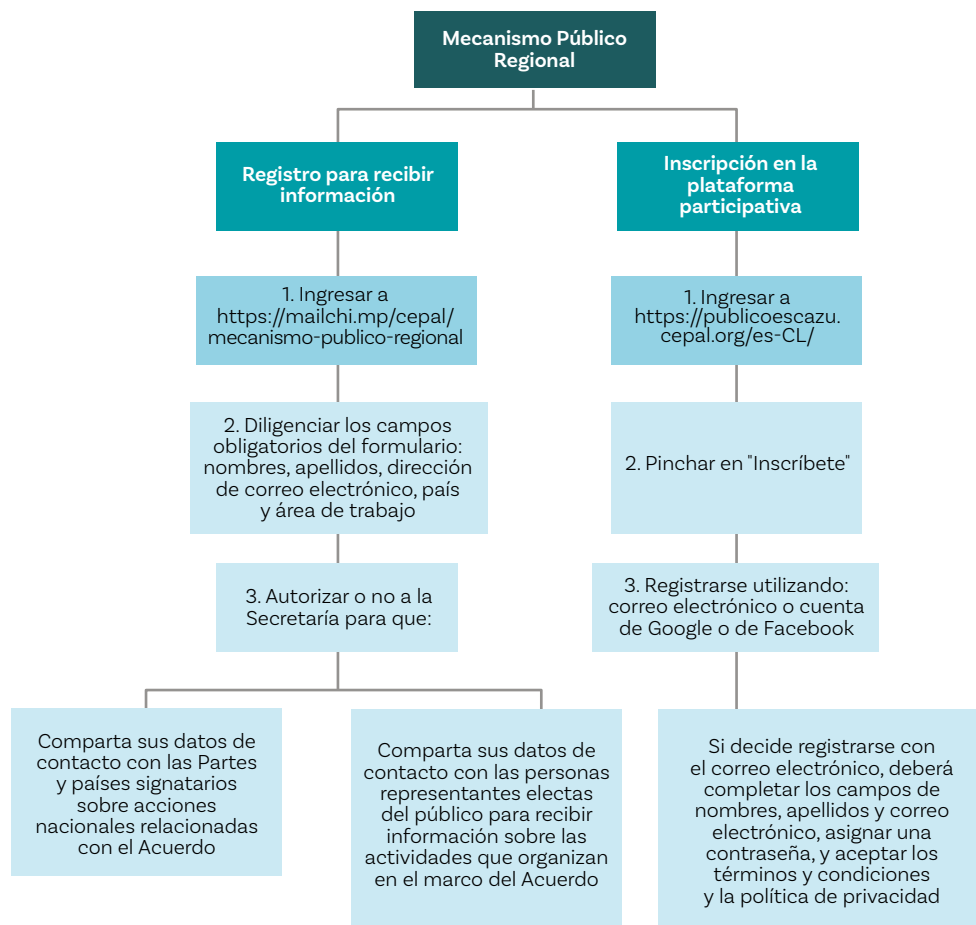 Mecanismo Público
Regional
Registro para recibir
información
Inscripción en la
plataforma
participativa
1. Ingresar a
https://mailchi.mp/cepal/
mecanismo-publico-regional
1. Ingresar a
https://publicoescazu.
cepal.org/es-CL/
2. Diligenciar los campos
obligatorios del formulario:
nombres, apellidos, dirección
de correo electrónico, país
y área de trabajo
2. Pinchar en "Inscríbete"
3. Autorizar o no a la
Secretaría para que:
3. Registrarse utilizando:
correo electrónico o cuenta
de Google o de Facebook
Comparta sus datos de
contacto con las Partes
y países signatarios
sobre acciones
nacionales relacionadas
con el Acuerdo
Comparta sus datos de
contacto con las personas
representantes electas
del público para recibir
información sobre las
actividades que organizan
en el marco del Acuerdo
Si decide registrarse con
el correo electrónico, deberá
completar los campos de
nombres, apellidos y correo
electrónico, asignar una
contraseña, y aceptar los
términos y condiciones
y la política de privacidad